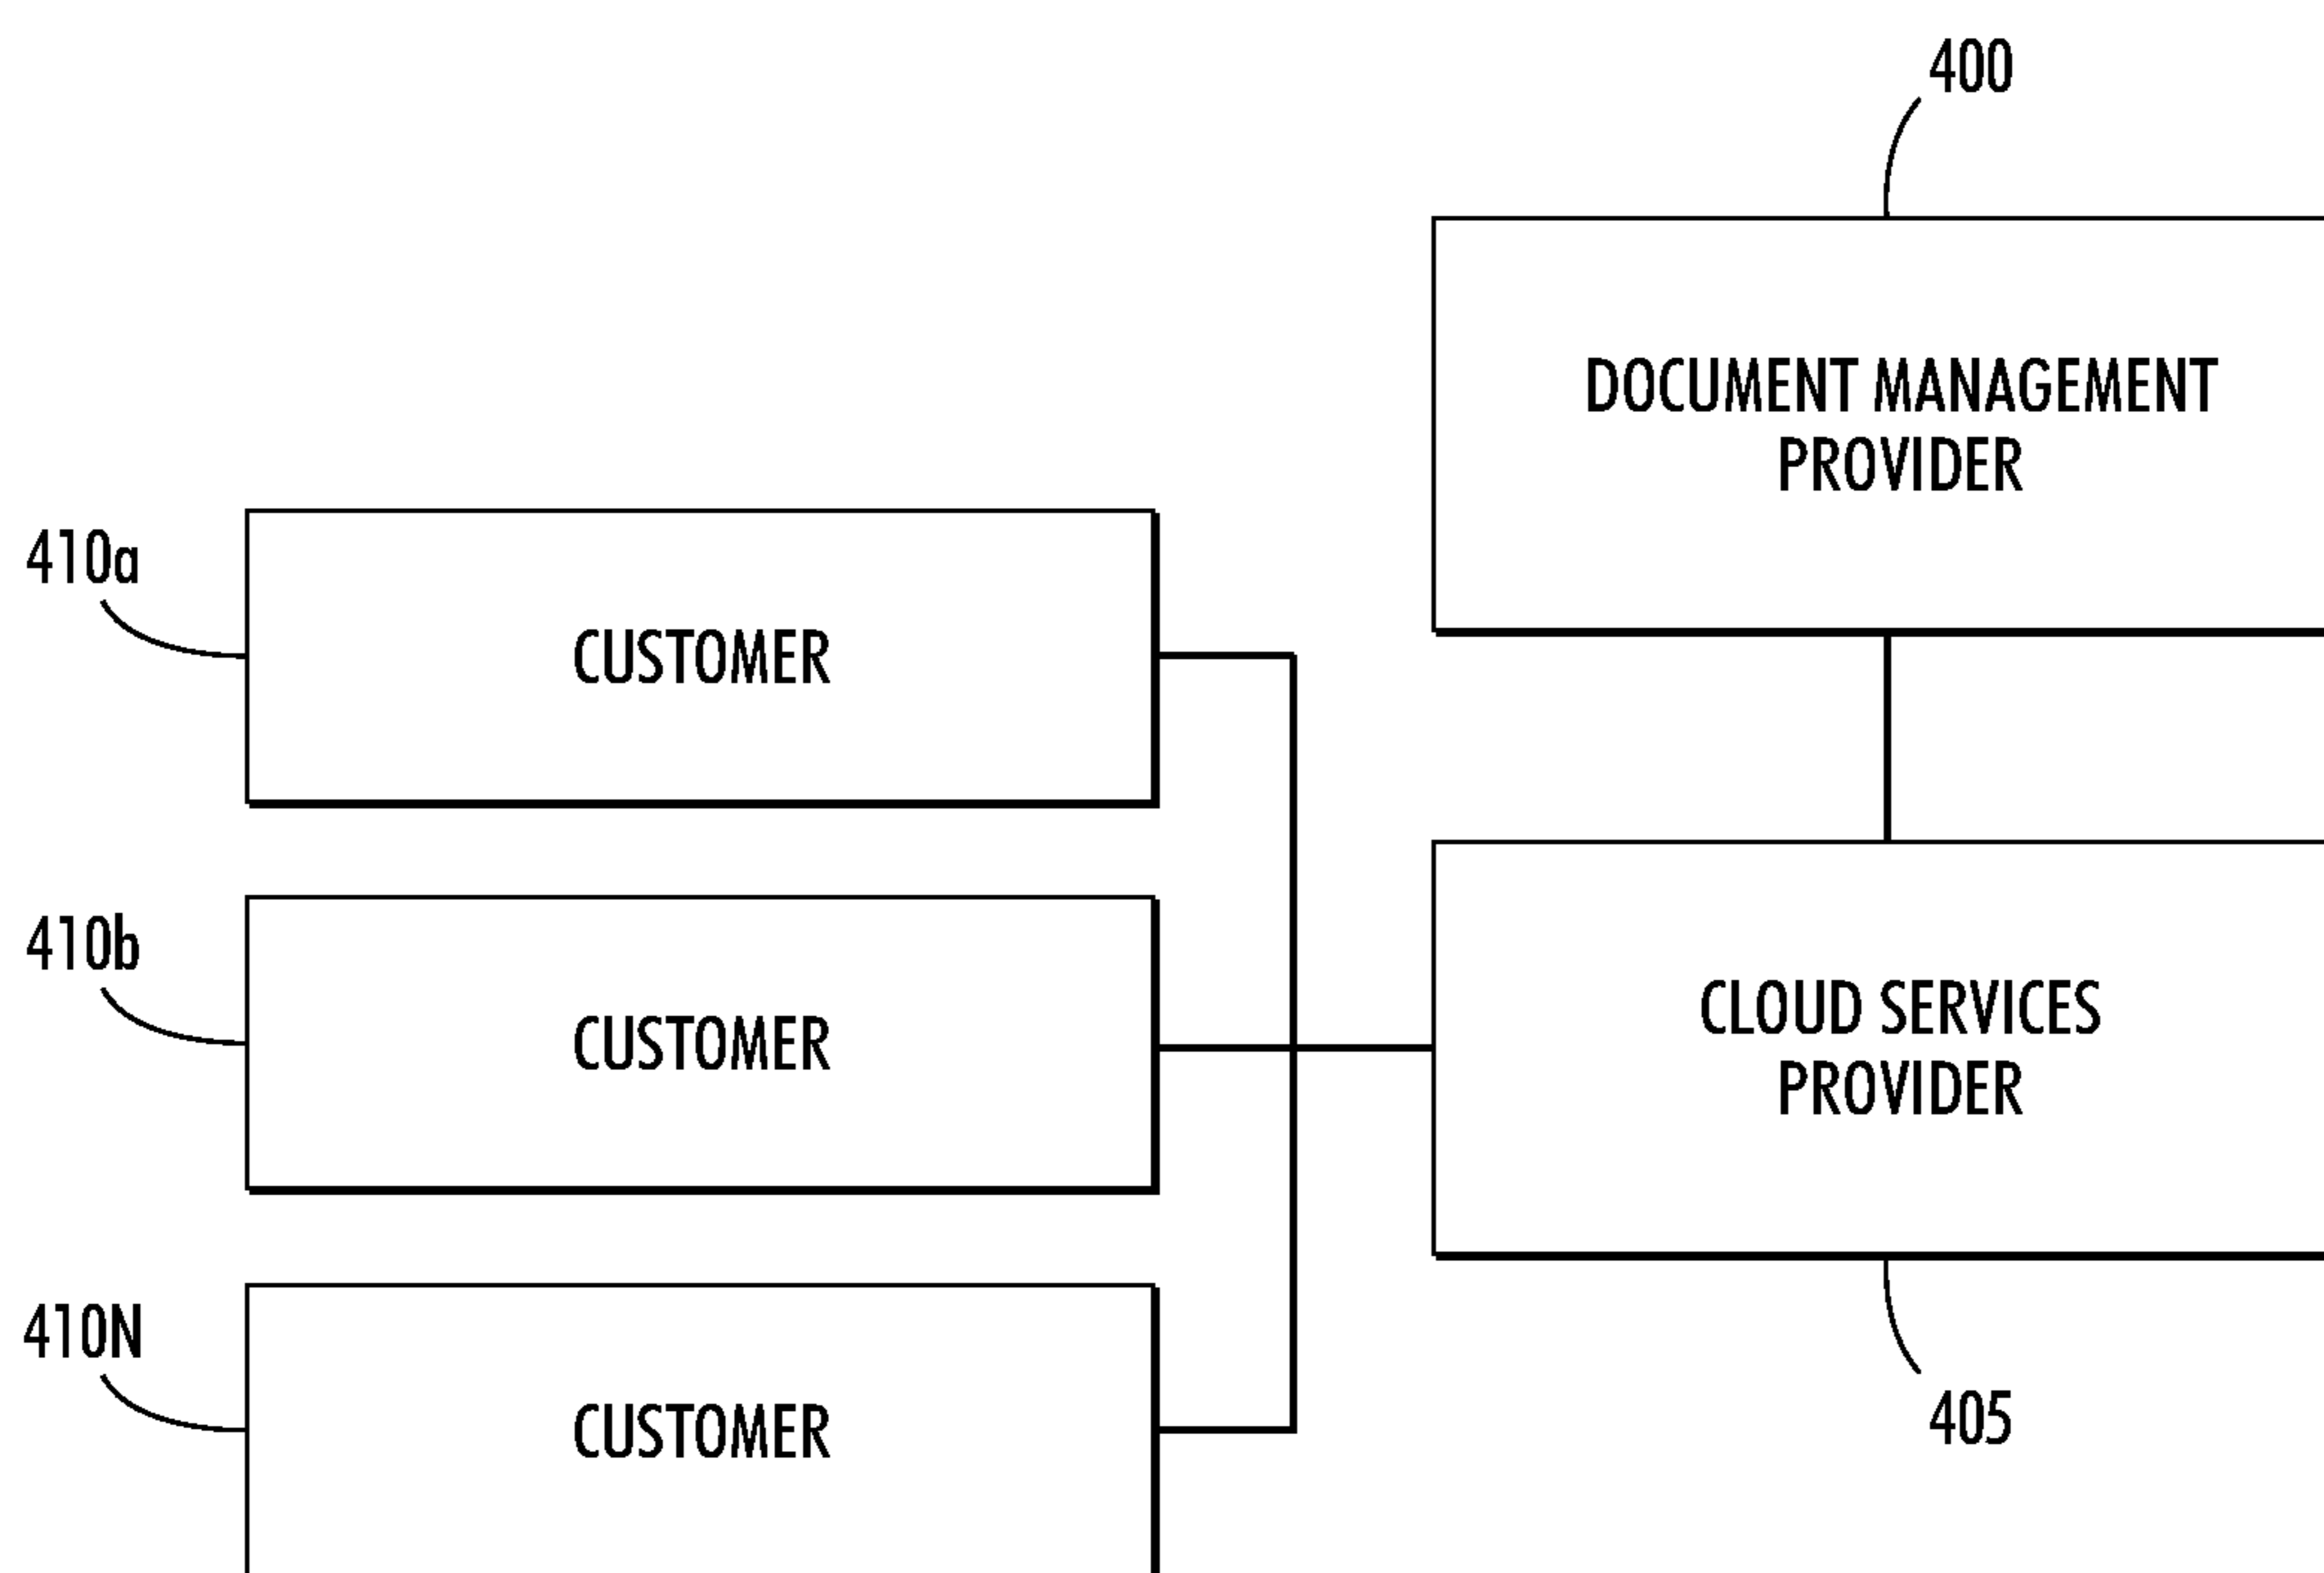 400
DOCUMENT MANAGEMENT
PROVIDER
410a
CUSTOMER
410b
CUSTOMER
CLOUD SERVICES
PROVIDER
410N
CUSTOMER
405